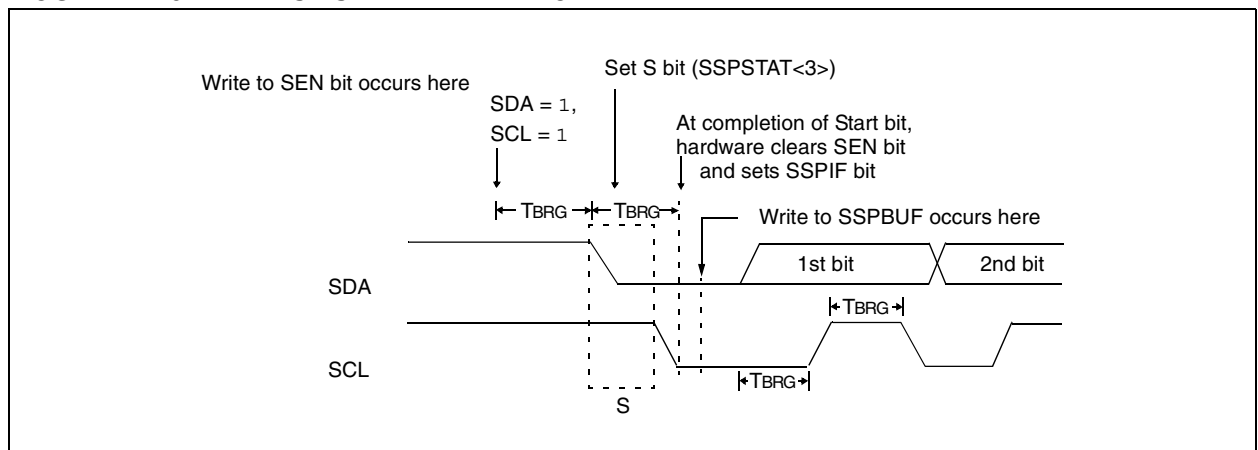 Set S bit (SSPSTAT<3>)
Write to SEN bit occurs here
SDA = 1,
SCL = 1
At completion of Start bit,
hardware clears SEN bit
and sets SSPIF bit
TBRG TBRG
Write to SSPBUF occurs here
1st bit 2nd bit
SDA
TBRG
SCL
TBRG
S